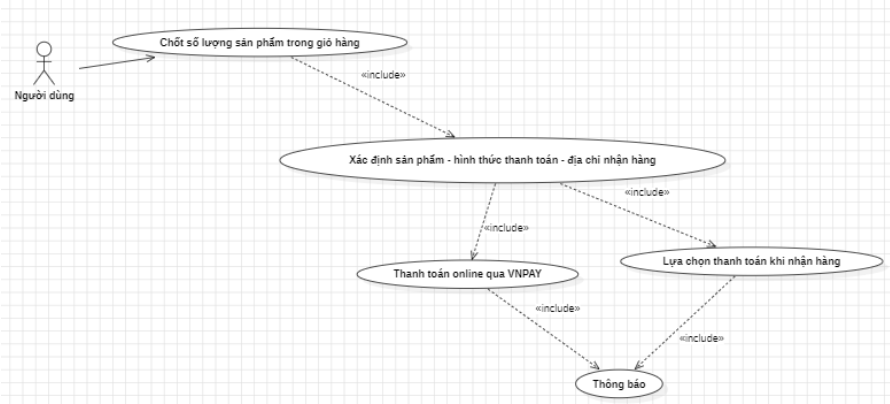 Chốt số lượng sản phẩm trong giỏ hàng
«include»
Người dùng
Xác định sản phẩm - hình thức thanh toán - địa chỉ nhận hàng
«include»
«include»
Lựa chọn thanh toán khi nhận hàng
Thanh toán online qua VNPAY
«include»
«include»
Thông báo